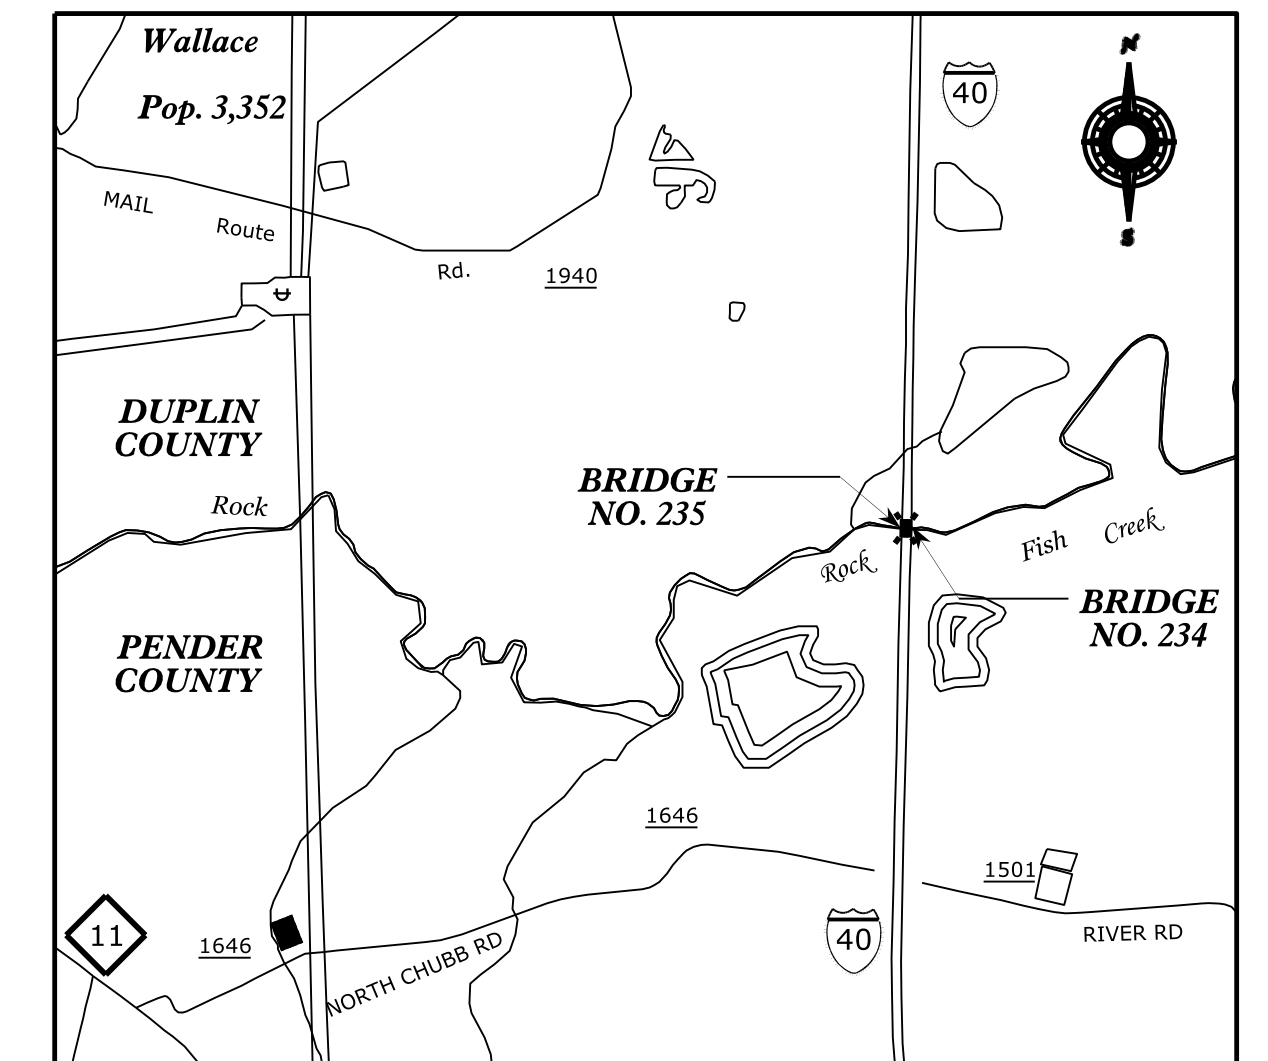 Wallace
N
40
Pop. 3,352
MAIL
Route
S
Rd.
1940
DUPLIN
COUNTY
BRIDGE
NO. 235
Rock
Creek
Fish
Rock
BRIDGE
NO. 234
PENDER
COUNTY
1646
1501
11
40
1646
RIVER RD
NORTH CHUBB RD